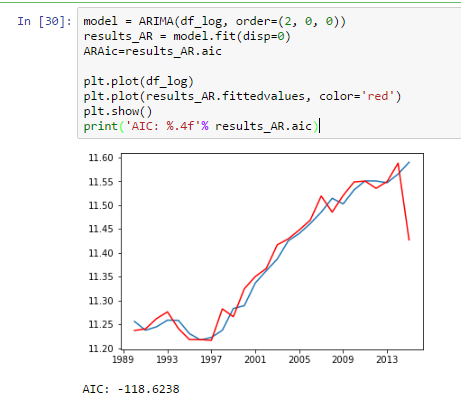 In [30]: model = ARIMA(df_log, order=(2, 0, 0))
results_AR = model.fit(disp=0)
ARAic=results_AR.aic
plt.plot(df_log)
plt.plot(results_AR.fittedvalues, color='red')
plt.show()
print('AIC: %.4f'% results_AR.aic)
11.60
11.55
11.50
11.45
11.40
11.35
11.30
11.25
11.20
1989 1993 1997 2001 2005 2009 2013
AIC: -118.6238